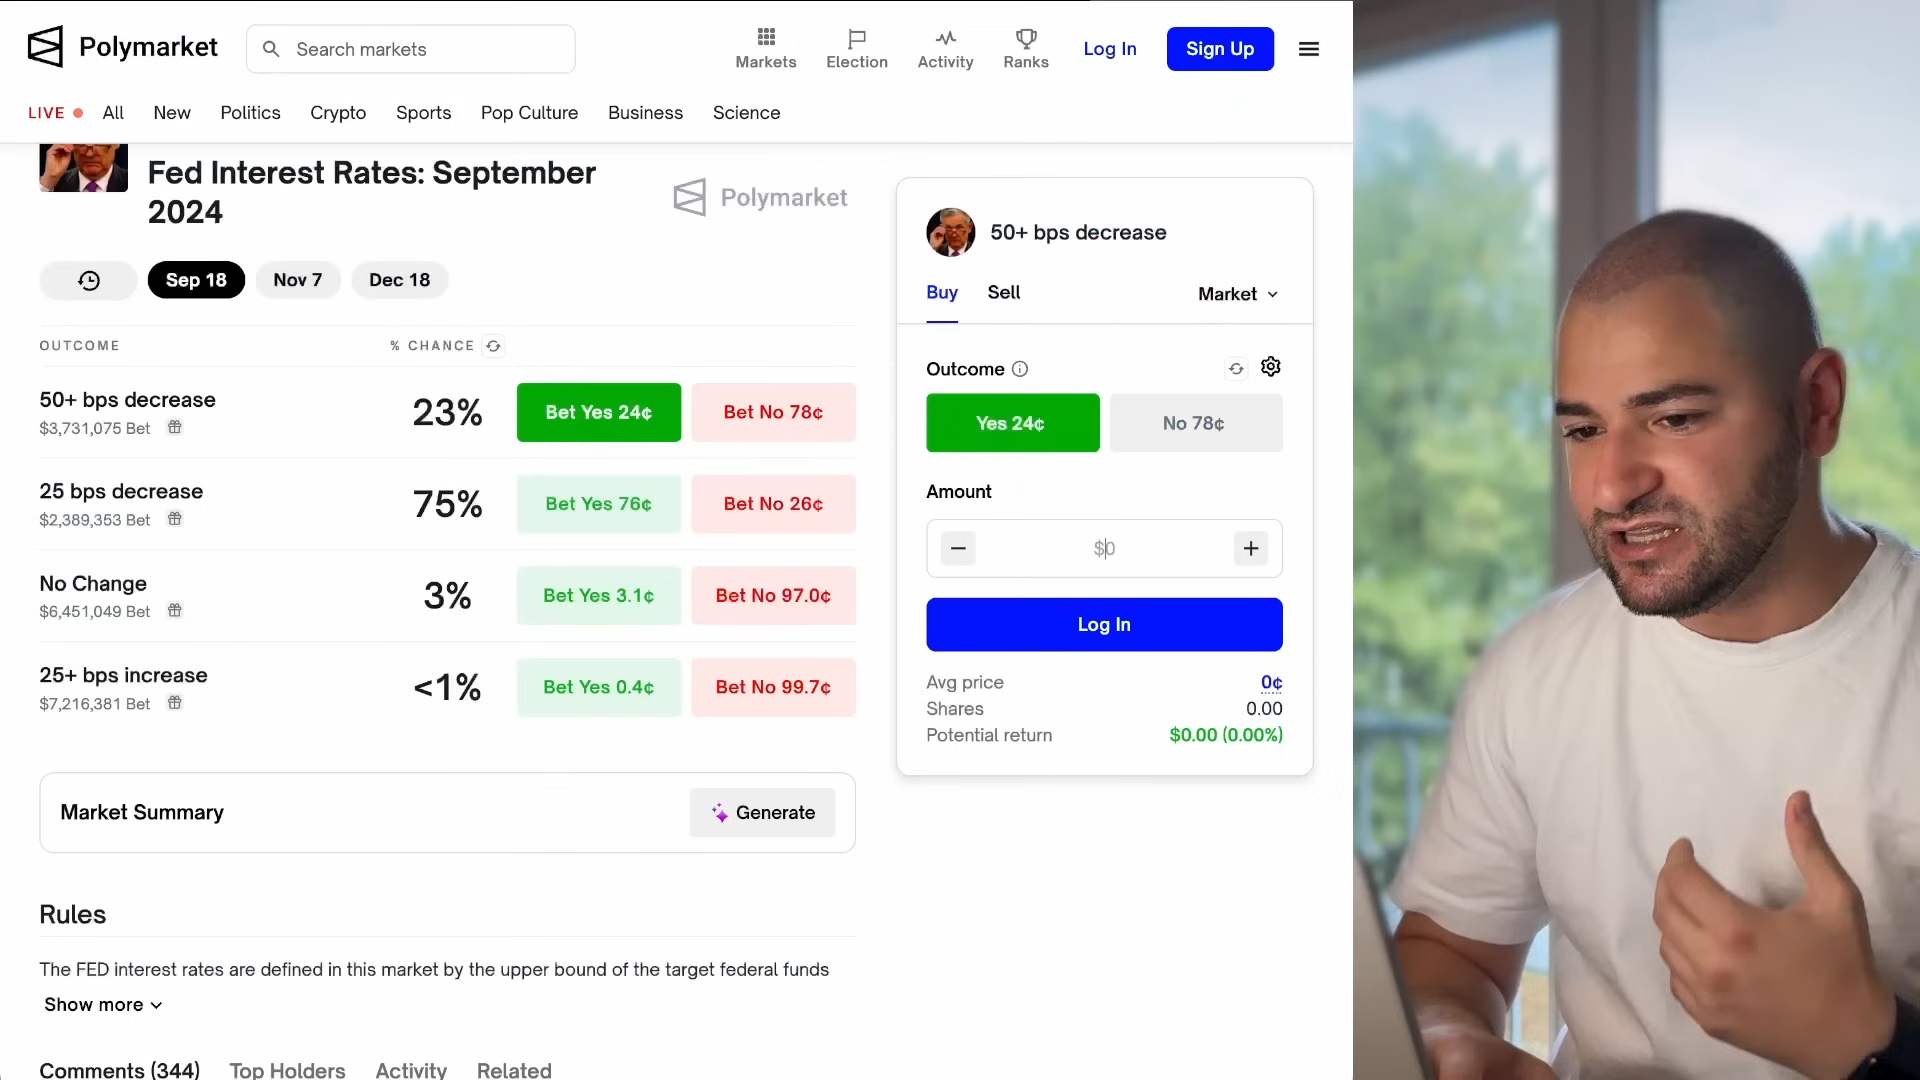 Polymarket
Search markets
Markets
Election
Activity
Ranks
Log In
Sign Up
LIVE
All
New
Politics
Crypto
Sports
Pop Culture
Business
Science
Fed Interest Rates: September
2024
Polymarket
Sep 18
Nov 7
Dec 18
OUTCOME
% CHANCE
50+ bps decrease
$3,731,075 Bet
23%
Bet Yes 24¢
Bet No 78¢
25 bps decrease
$2,389,353 Bet
75%
Bet Yes 76¢
Bet No 26¢
No Change
$6,451,049 Bet
3%
Bet Yes 3.1¢
Bet No 97.0¢
25+ bps increase
$7,216,381 Bet
<1%
Bet Yes 0.4¢
Bet No 99.7¢
Market Summary
Generate
Rules
The FED interest rates are defined in this market by the upper bound of the target federal funds
Show more
Comments (344)
Top Holders
Activity
Related
50+ bps decrease
Buy
Sell
Market
Outcome
Yes 24¢
No 78¢
Amount
$0
Log In
Avg price
0¢
Shares
0.00
Potential return
$0.00 (0.00%)